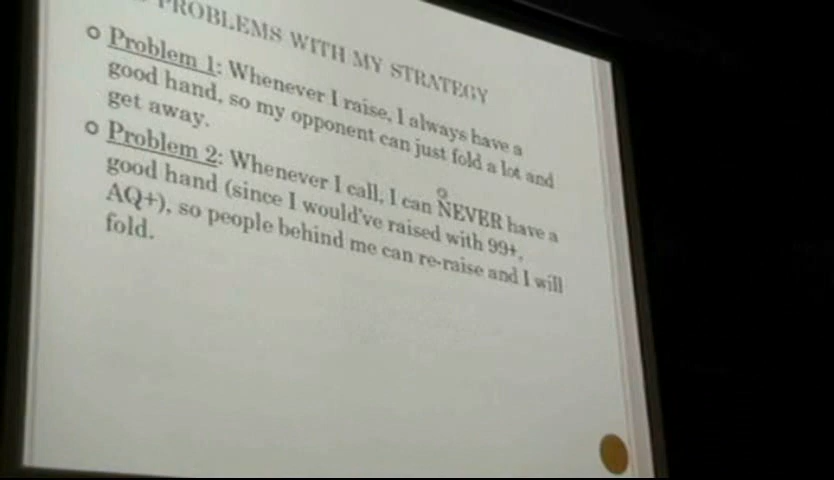 PROBLEMS WITH MY STRATEGY
Problem 1: Whenever I raise, I always have a
good hand, so my opponent can just fold a lot and
get away.
Problem 2: Whenever I call, I can NEVER have a
good hand (since I would've raised with 99+,
AQ+), so people behind me can re-raise and I will
fold.